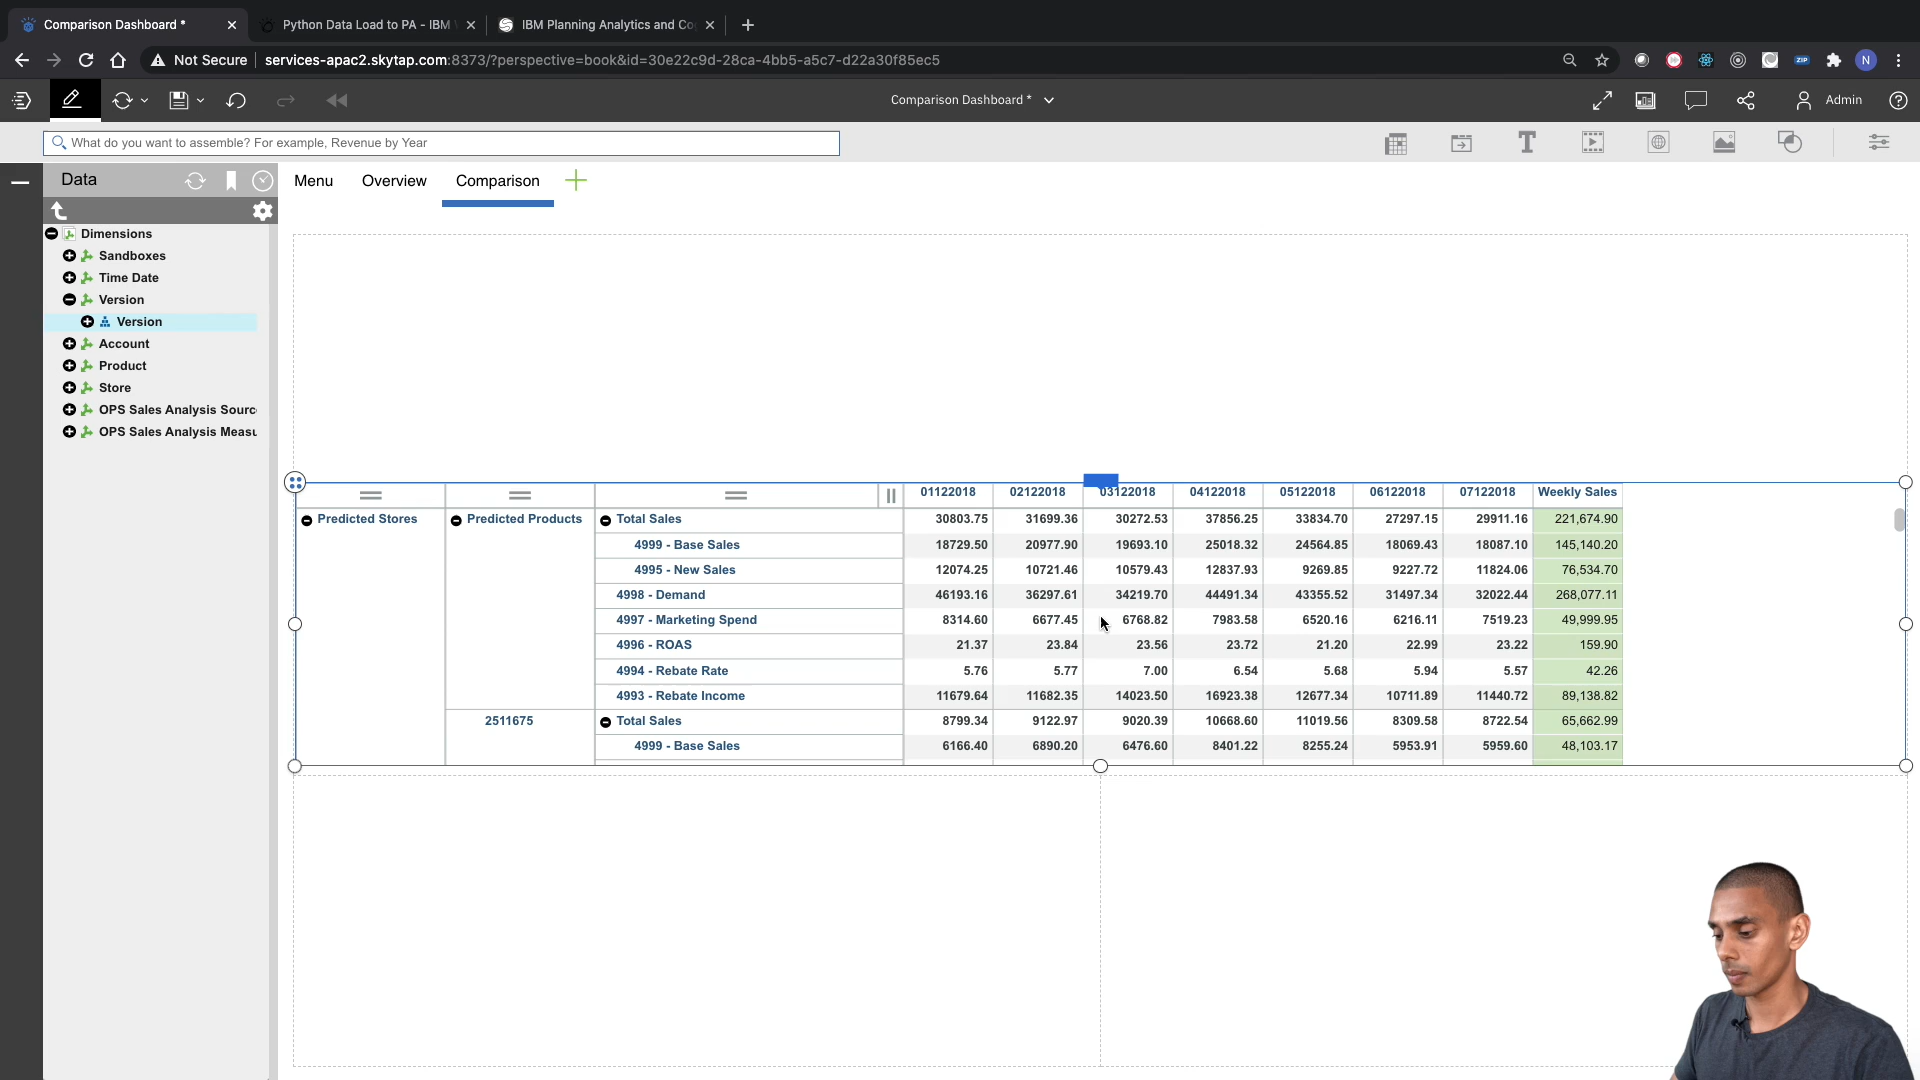 Comparison Dashboard *
Python Data Load to PA - IBM
IBM Planning Analytics and Co
Not Secure
services-apac2.skytap.com:8373/?perspective=book&id=30e22c9d-28ca-4bb5-a5c7-d22a30f85ec5
ZIP
N
Comparison Dashboard *
Admin
What do you want to assemble? For example, Revenue by Year
T
Data
Menu
Overview
Comparison
Dimensions
Sandboxes
Time Date
Version
Version
Account
Product
Store
OPS Sales Analysis Sourc
OPS Sales Analysis Measu
01122018 02122018 03122018 04122018 05122018 06122018 07122018 Weekly Sales
Predicted Stores Predicted Products Total Sales 30803.75 31699.36 30272.53 37856.25 33834.70 27297.15 29911.16 221,674.90
4999 - Base Sales 18729.50 20977.90 19693.10 25018.32 24564.85 18069.43 18087.10 145,140.20
4995 - New Sales 12074.25 10721.46 10579.43 12837.93 9269.85 9227.72 11824.06 76,534.70
4998 - Demand 46193.16 36297.61 34219.70 44491.34 43355.52 31497.34 32022.44 268,077.11
4997 - Marketing Spend 8314.60 6677.45 6768.82 7983.58 6520.16 6216.11 7519.23 49,999.95
4996 - ROAS 21.37 23.84 23.56 23.72 21.20 22.99 23.22 159.90
4994 - Rebate Rate 5.76 5.77 7.00 6.54 5.68 5.94 5.57 42.26
4993 - Rebate Income 11679.64 11682.35 14023.50 16923.38 12677.34 10711.89 11440.72 89,138.82
2511675 Total Sales 8799.34 9122.97 9020.39 10668.60 11019.56 8309.58 8722.54 65,662.99
4999 - Base Sales 6166.40 6890.20 6476.60 8401.22 8255.24 5953.91 5959.60 48,103.17